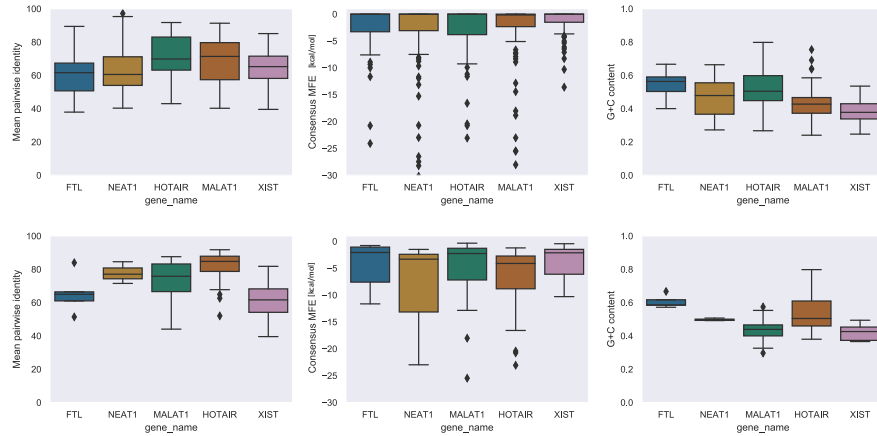 Mean pairwise identity
100
80
60
40
20
0
FTL NEAT1 HOTAIR MALAT1 XIST
gene_name
Consensus MFE [kcal/mol]
0
−5
−10
−15
−20
−25
−30
FTL NEAT1 HOTAIR MALAT1 XIST
gene_name
G+C content
1.0
0.8
0.6
0.4
0.2
0.0
FTL NEAT1 HOTAIR MALAT1 XIST
gene_name
Mean pairwise identity
100
80
60
40
20
0
FTL NEAT1 MALAT1 HOTAIR XIST
gene_name
Consensus MFE [kcal/mol]
0
−5
−10
−15
−20
−25
−30
FTL NEAT1 MALAT1 HOTAIR XIST
gene_name
G+C content
1.0
0.8
0.6
0.4
0.2
0.0
FTL NEAT1 MALAT1 HOTAIR XIST
gene_name